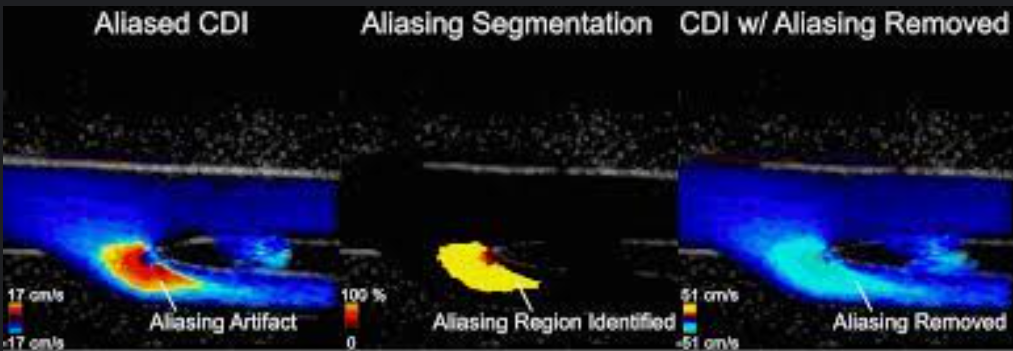 Aliased CDI
Aliasing Segmentation
CDI w/ Aliasing Removed
17 cm/s
-17 cm/s
Aliasing Artifact
100 %
0
Aliasing Region Identified
51 cm/s
-51 cm/s
Aliasing Removed